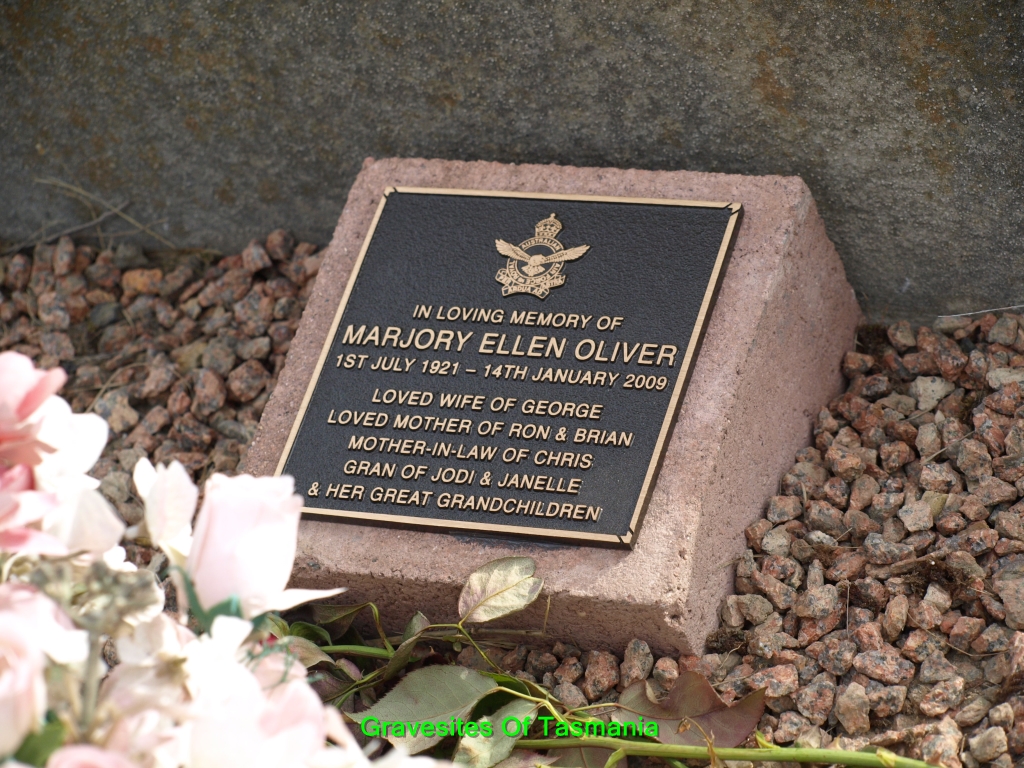 AUSTRALIAN
IN LOVING MEMORY OF
MARJORY ELLEN OLIVER
1ST JULY 1921 – 14TH JANUARY 2009
LOVED WIFE OF GEORGE
LOVED MOTHER OF RON & BRIAN
MOTHER-IN-LAW OF CHRIS
GRAN OF JODI & JANELLE
& HER GREAT GRANDCHILDREN
Gravesites Of Tasmania